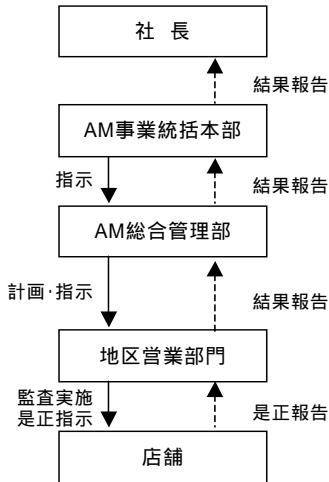 社 長
結果報告
AM事業統括本部
指示
結果報告
AM総合管理部
計画·指示
結果報告
地区営業部門
監査実施
是正指示
是正報告
店舗